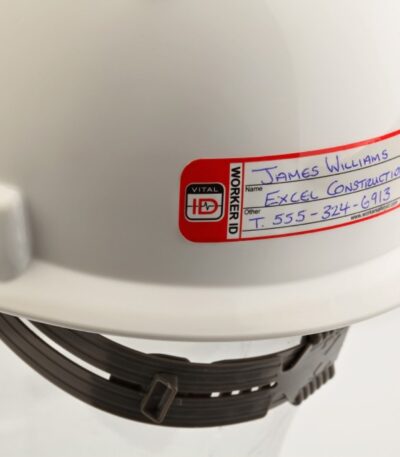 VITAL
ID
WORKER ID
JAMES WILLIAMS
Name
EXCEL CONSTRUCTIO
Other
T. 555-324-6913